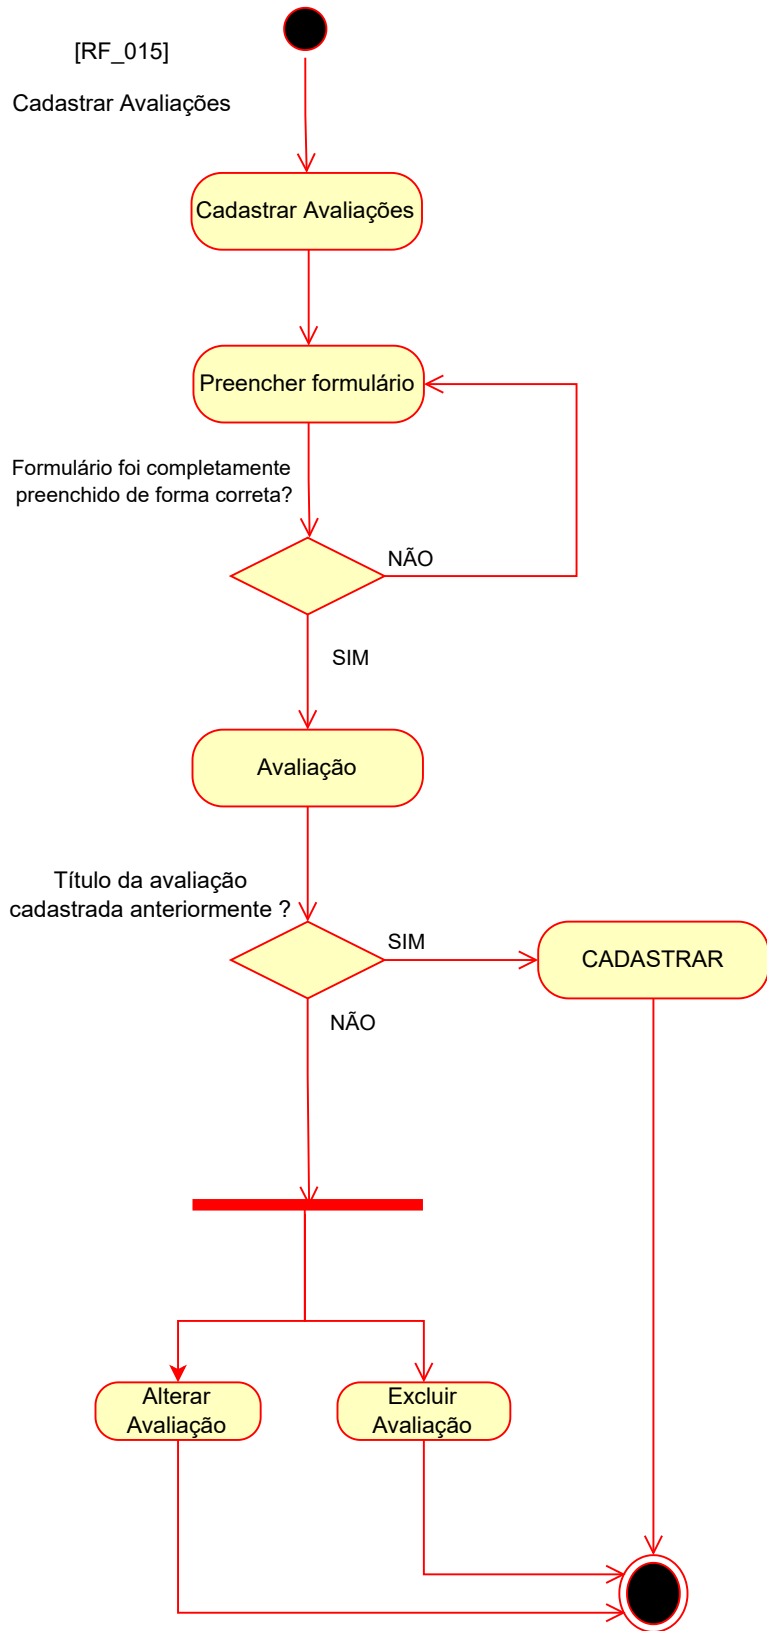 [RF_015]
Cadastrar Avaliações
Cadastrar Avaliações
Preencher formulário
Formulário foi completamente
preenchido de forma correta?
NÃO
SIM
Avaliação
Título da avaliação
cadastrada anteriormente ?
SIM
CADASTRAR
NÃO
Alterar
Avaliação
Excluir
Avaliação